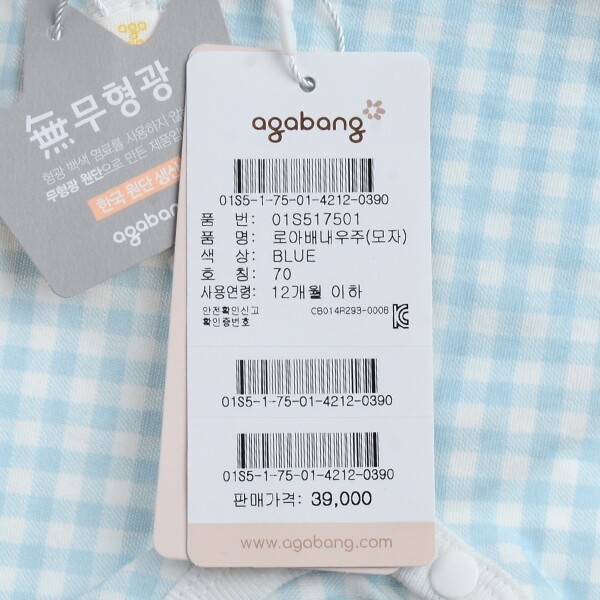 aga
無무형광
형광 백색 염료를 사용하지 않
무형광 원단으로 만든 제품입
한국 원단 생산
agabang
agabang
01S5-1-75-01-4212-0390
품 번: 01S517501
품 명: 로아배내우주(모자)
색 상: BLUE
호 칭: 70
사용연령: 12개월 이하
안전확인신고
확인증번호 CB014R293-0008
01S5-1-75-01-4212-0390
01S5-1-75-01-4212-0390
판매가격: 39,000
www.agabang.com